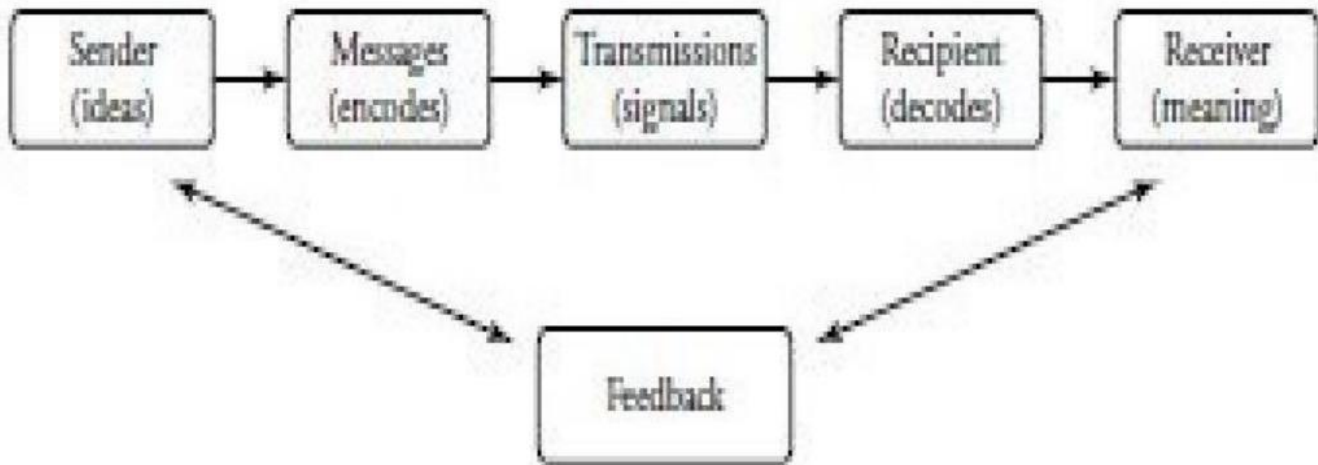 Sender
(ideas)
Messages
(encodes)
Transmissions
(signals)
Recipient
(decodes)
Receiver
(meaning)
Feedback